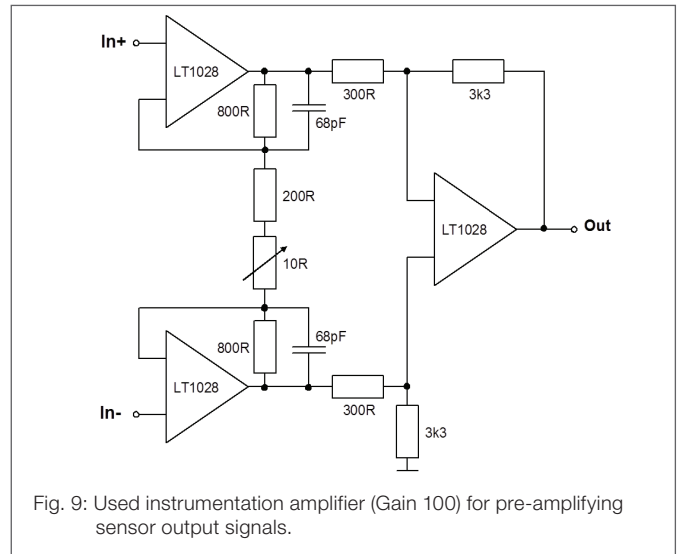 In+
LT1028
800R
68pF
300R
3k3
200R
10R
LT1028
Out
800R
68pF
LT1028
300R
In-
3k3
Fig. 9: Used instrumentation amplifier (Gain 100) for pre-amplifying
sensor output signals.